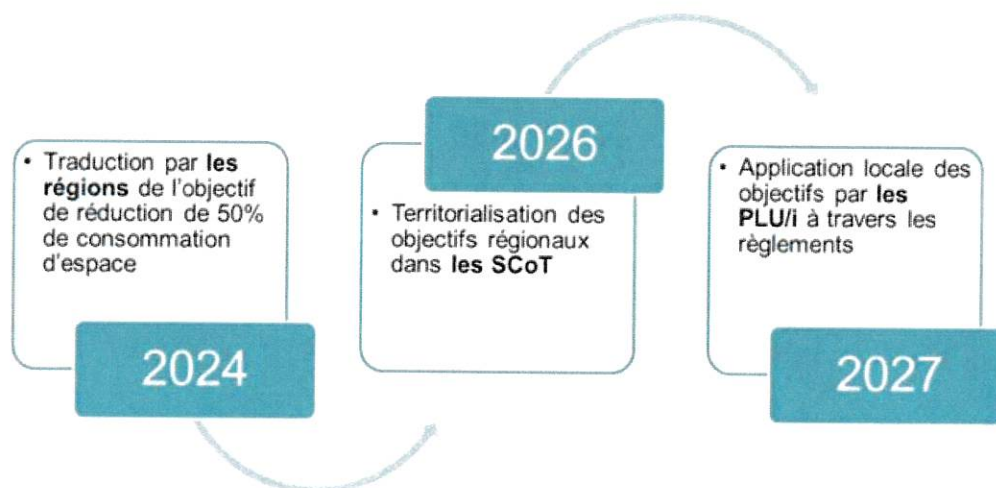 • Traduction par les
régions de l'objectif
de réduction de 50%
de consommation
d'espace
2024
2026
• Territorialisation des
objectifs régionaux
dans les SCoT
• Application locale des
objectifs par les
PLU/i à travers les
règlements
2027